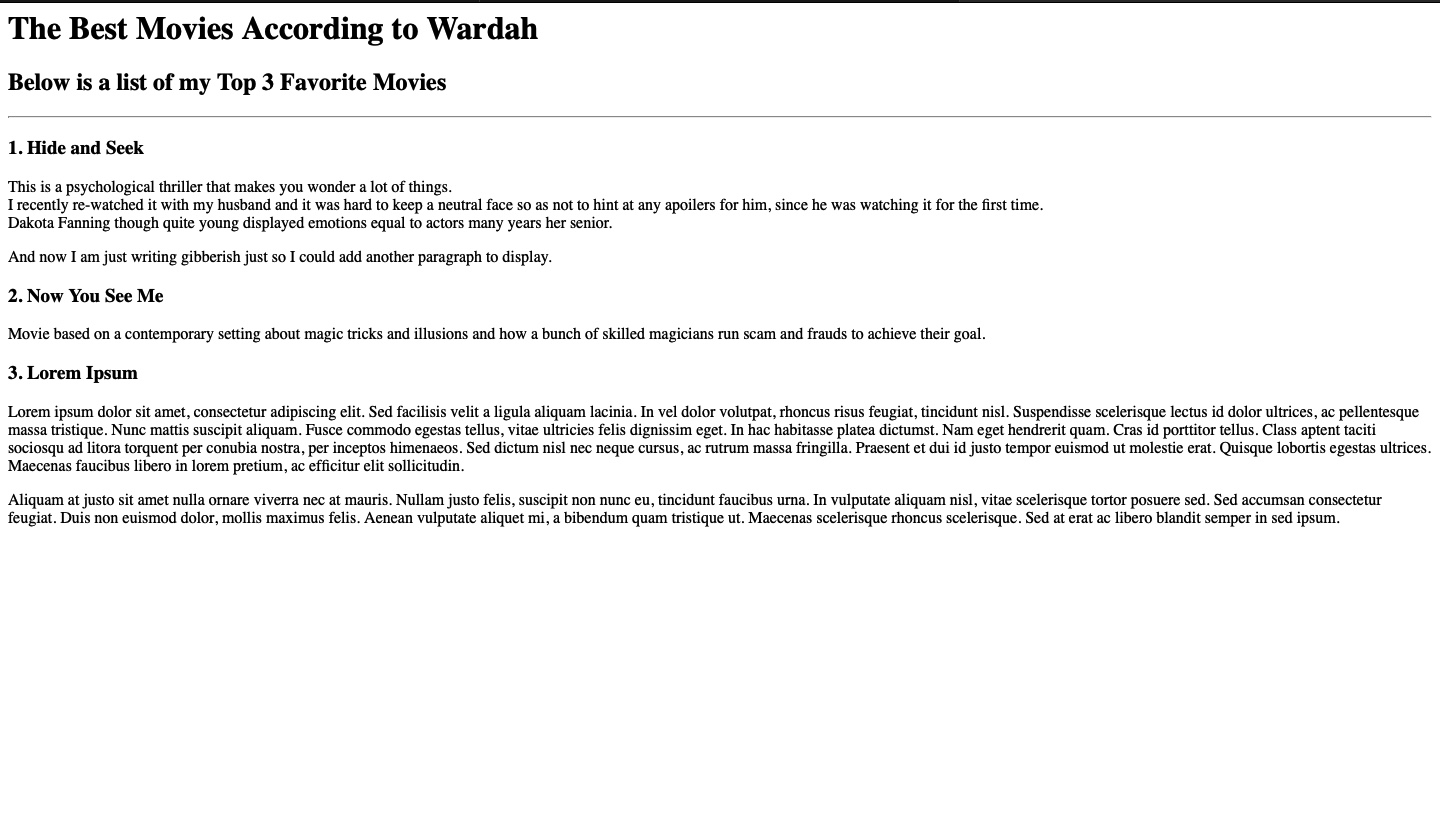 The Best Movies According to Wardah
Below is a list of my Top 3 Favorite Movies
1. Hide and Seek
This is a psychological thriller that makes you wonder a lot of things.
I recently re-watched it with my husband and it was hard to keep a neutral face so as not to hint at any apoilers for him, since he was watching it for the first time.
Dakota Fanning though quite young displayed emotions equal to actors many years her senior.
And now I am just writing gibberish just so I could add another paragraph to display.
2. Now You See Me
Movie based on a contemporary setting about magic tricks and illusions and how a bunch of skilled magicians run scam and frauds to achieve their goal.
3. Lorem Ipsum
Lorem ipsum dolor sit amet, consectetur adipiscing elit. Sed facilisis velit a ligula aliquam lacinia. In vel dolor volutpat, rhoncus risus feugiat, tincidunt nisl. Suspendisse scelerisque lectus id dolor ultrices, ac pellentesque
massa tristique. Nunc mattis suscipit aliquam. Fusce commodo egestas tellus, vitae ultricies felis dignissim eget. In hac habitasse platea dictumst. Nam eget hendrerit quam. Cras id porttitor tellus. Class aptent taciti
sociosqu ad litora torquent per conubia nostra, per inceptos himenaeos. Sed dictum nisl nec neque cursus, ac rutrum massa fringilla. Praesent et dui id justo tempor euismod ut molestie erat. Quisque lobortis egestas ultrices.
Maecenas faucibus libero in lorem pretium, ac efficitur elit sollicitudin.
Aliquam at justo sit amet nulla ornare viverra nec at mauris. Nullam justo felis, suscipit non nunc eu, tincidunt faucibus urna. In vulputate aliquam nisl, vitae scelerisque tortor posuere sed. Sed accumsan consectetur
feugiat. Duis non euismod dolor, mollis maximus felis. Aenean vulputate aliquet mi, a bibendum quam tristique ut. Maecenas scelerisque rhoncus scelerisque. Sed at erat ac libero blandit semper in sed ipsum.